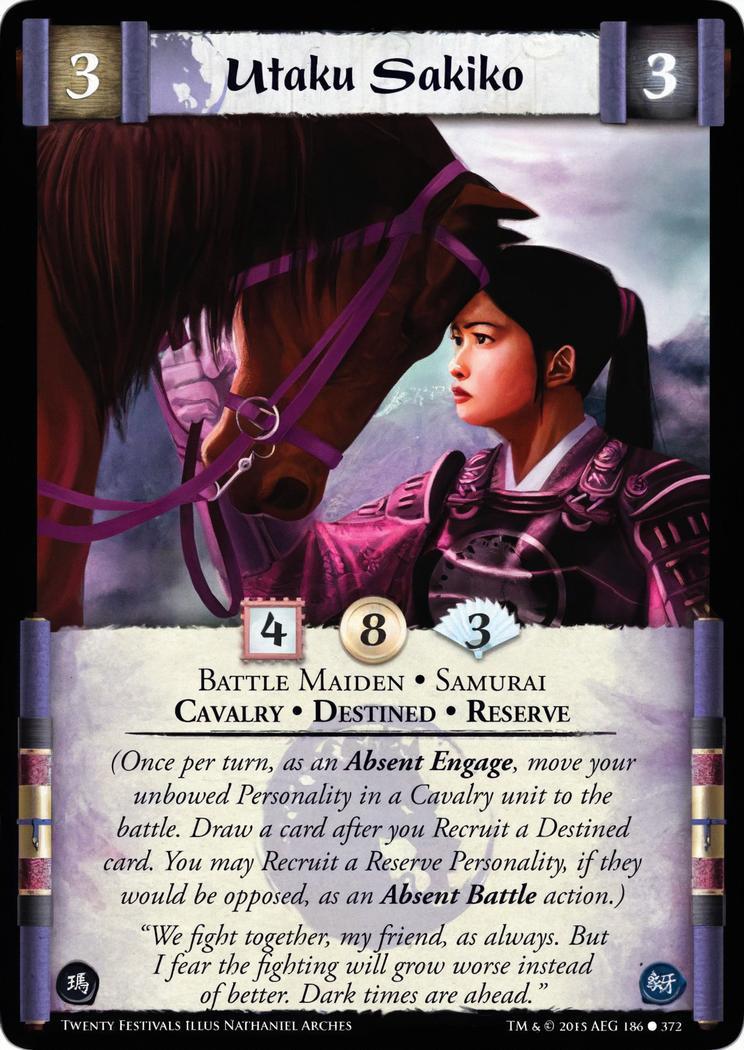 3 Utaku Sakiko 3
4 8 3
Battle Maiden • Samurai
Cavalry • Destined • Reserve
(Once per turn, as an Absent Engage, move your
unbowed Personality in a Cavalry unit to the
battle. Draw a card after you Recruit a Destined
card. You may Recruit a Reserve Personality, if they
would be opposed, as an Absent Battle action.)
“We fight together, my friend, as always. But
I fear the fighting will grow worse instead
of better. Dark times are ahead.”
Twenty Festivals Illus Nathaniel Arches TM & © 2015 AEG 186 ● 372